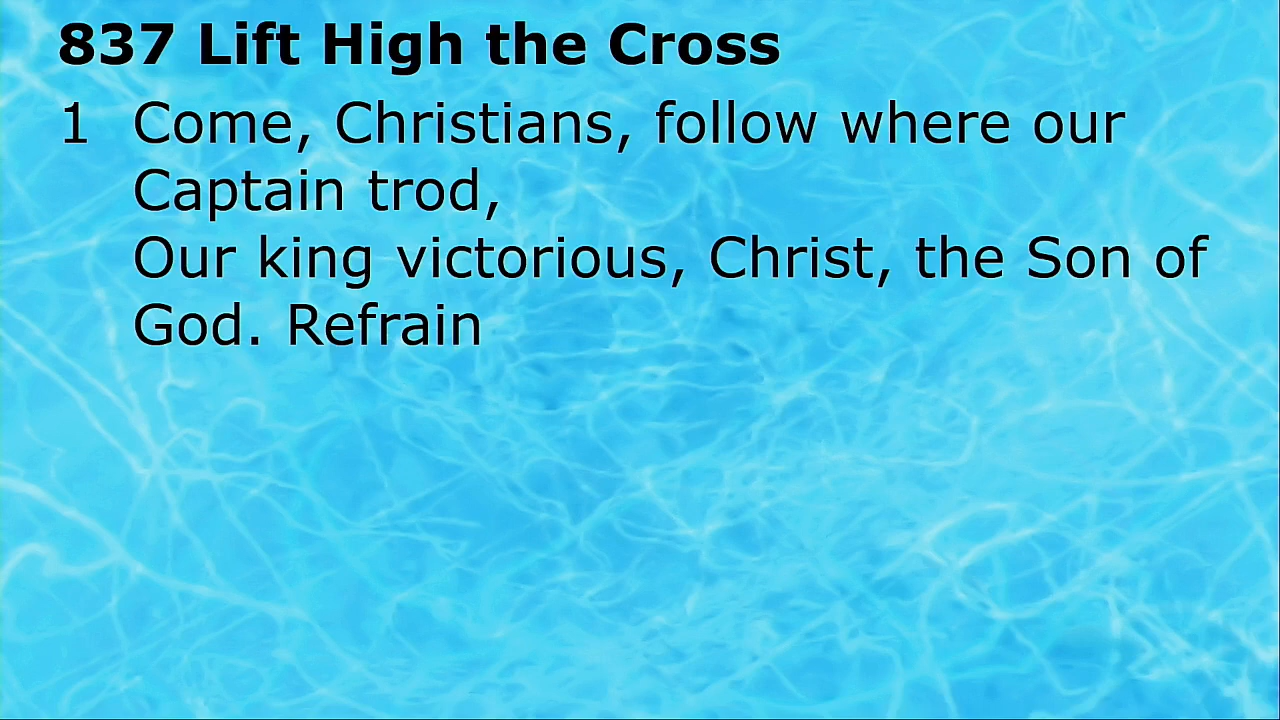 837 Lift High the Cross
1 Come, Christians, follow where our
Captain trod,
Our king victorious, Christ, the Son of
God. Refrain